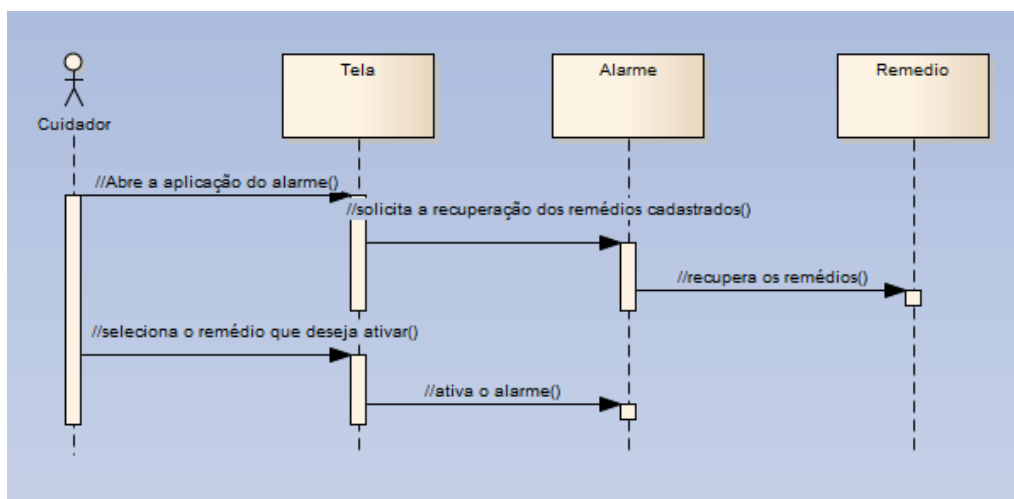 Tela
Alarme
Remedio
Cuidador
//Abre a aplicação do alarme()
//solicita a recuperação dos remédios cadastrados()
//recupera os remédios()
//seleciona o remédio que deseja ativar()
//ativa o alarme()